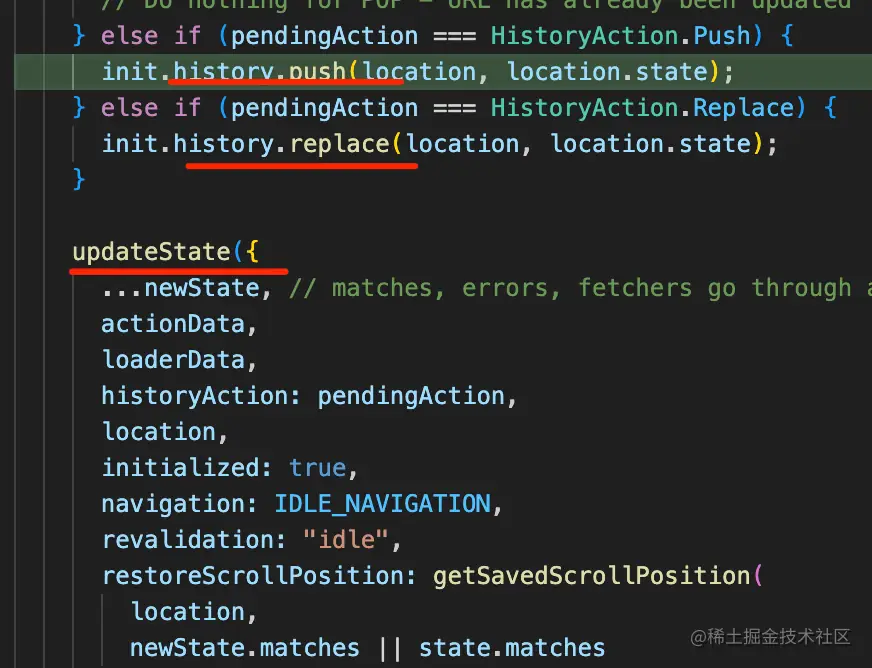 // Do nothing for POP - URL has already been updated
} else if (pendingAction === HistoryAction.Push) {
init.history.push(location, location.state);
} else if (pendingAction === HistoryAction.Replace) {
init.history.replace(location, location.state);
}
updateState({
...newState, // matches, errors, fetchers go through a
actionData,
loaderData,
historyAction: pendingAction,
location,
initialized: true,
navigation: IDLE_NAVIGATION,
revalidation: "idle",
restoreScrollPosition: getSavedScrollPosition(
location,
newState.matches || state.matches
@稀土掘金技术社区